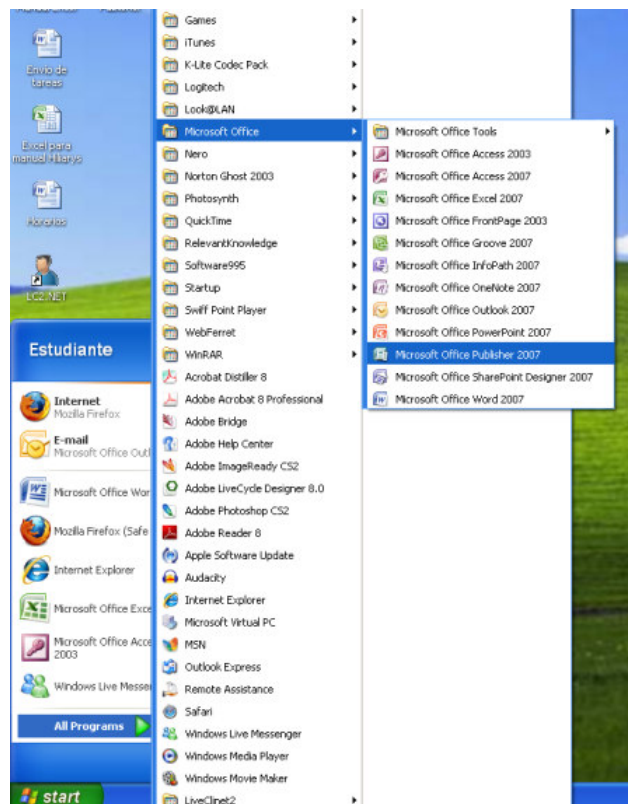 Envio de
tareas
Excel para
manual Hilarys
Horarios
LC2.NET
Estudiante
Internet
Mozilla Firefox
E-mail
Microsoft Office Outl
Microsoft Office Wor
Mozilla Firefox (Safe
Internet Explorer
Microsoft Office Exce
Microsoft Office Acce
2003
Windows Live Messe
All Programs
start
Games
iTunes
K-Lite Codec Pack
Logitech
Look@LAN
Microsoft Office
Nero
Norton Ghost 2003
Photosynth
QuickTime
RelevantKnowledge
Software995
Startup
Swiff Point Player
WebFerret
WinRAR
Acrobat Distiller 8
Adobe Acrobat 8 Professional
Adobe Bridge
Adobe Help Center
Adobe ImageReady CS2
Adobe LiveCycle Designer 8.0
Adobe Photoshop CS2
Adobe Reader 8
Apple Software Update
Audacity
Internet Explorer
Microsoft Virtual PC
MSN
Outlook Express
Remote Assistance
Safari
Windows Live Messenger
Windows Media Player
Windows Movie Maker
LiveClinet2
Microsoft Office Tools
Microsoft Office Access 2003
Microsoft Office Access 2007
Microsoft Office Excel 2007
Microsoft Office FrontPage 2003
Microsoft Office Groove 2007
Microsoft Office InfoPath 2007
Microsoft Office OneNote 2007
Microsoft Office Outlook 2007
Microsoft Office PowerPoint 2007
Microsoft Office Publisher 2007
Microsoft Office SharePoint Designer 2007
Microsoft Office Word 2007